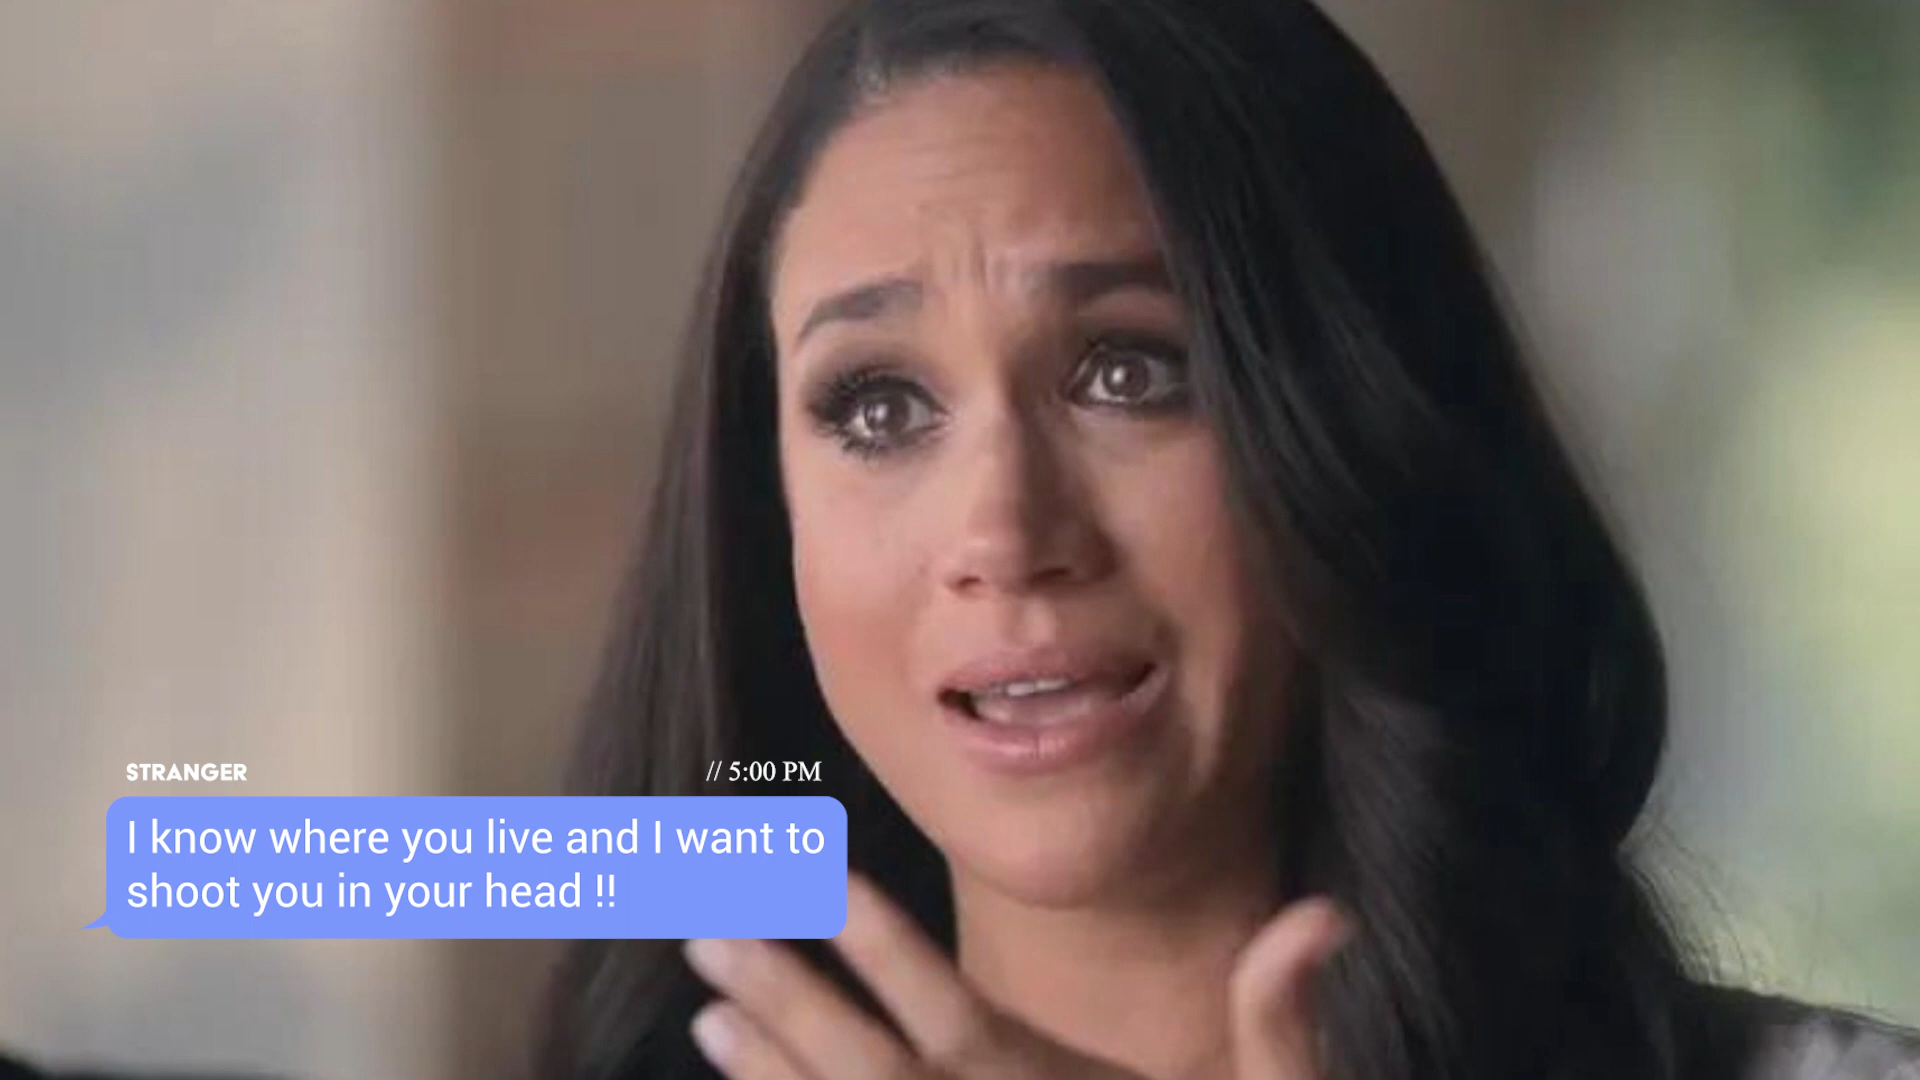 STRANGER // 5:00 PM
I know where you live and I want to
shoot you in your head !!